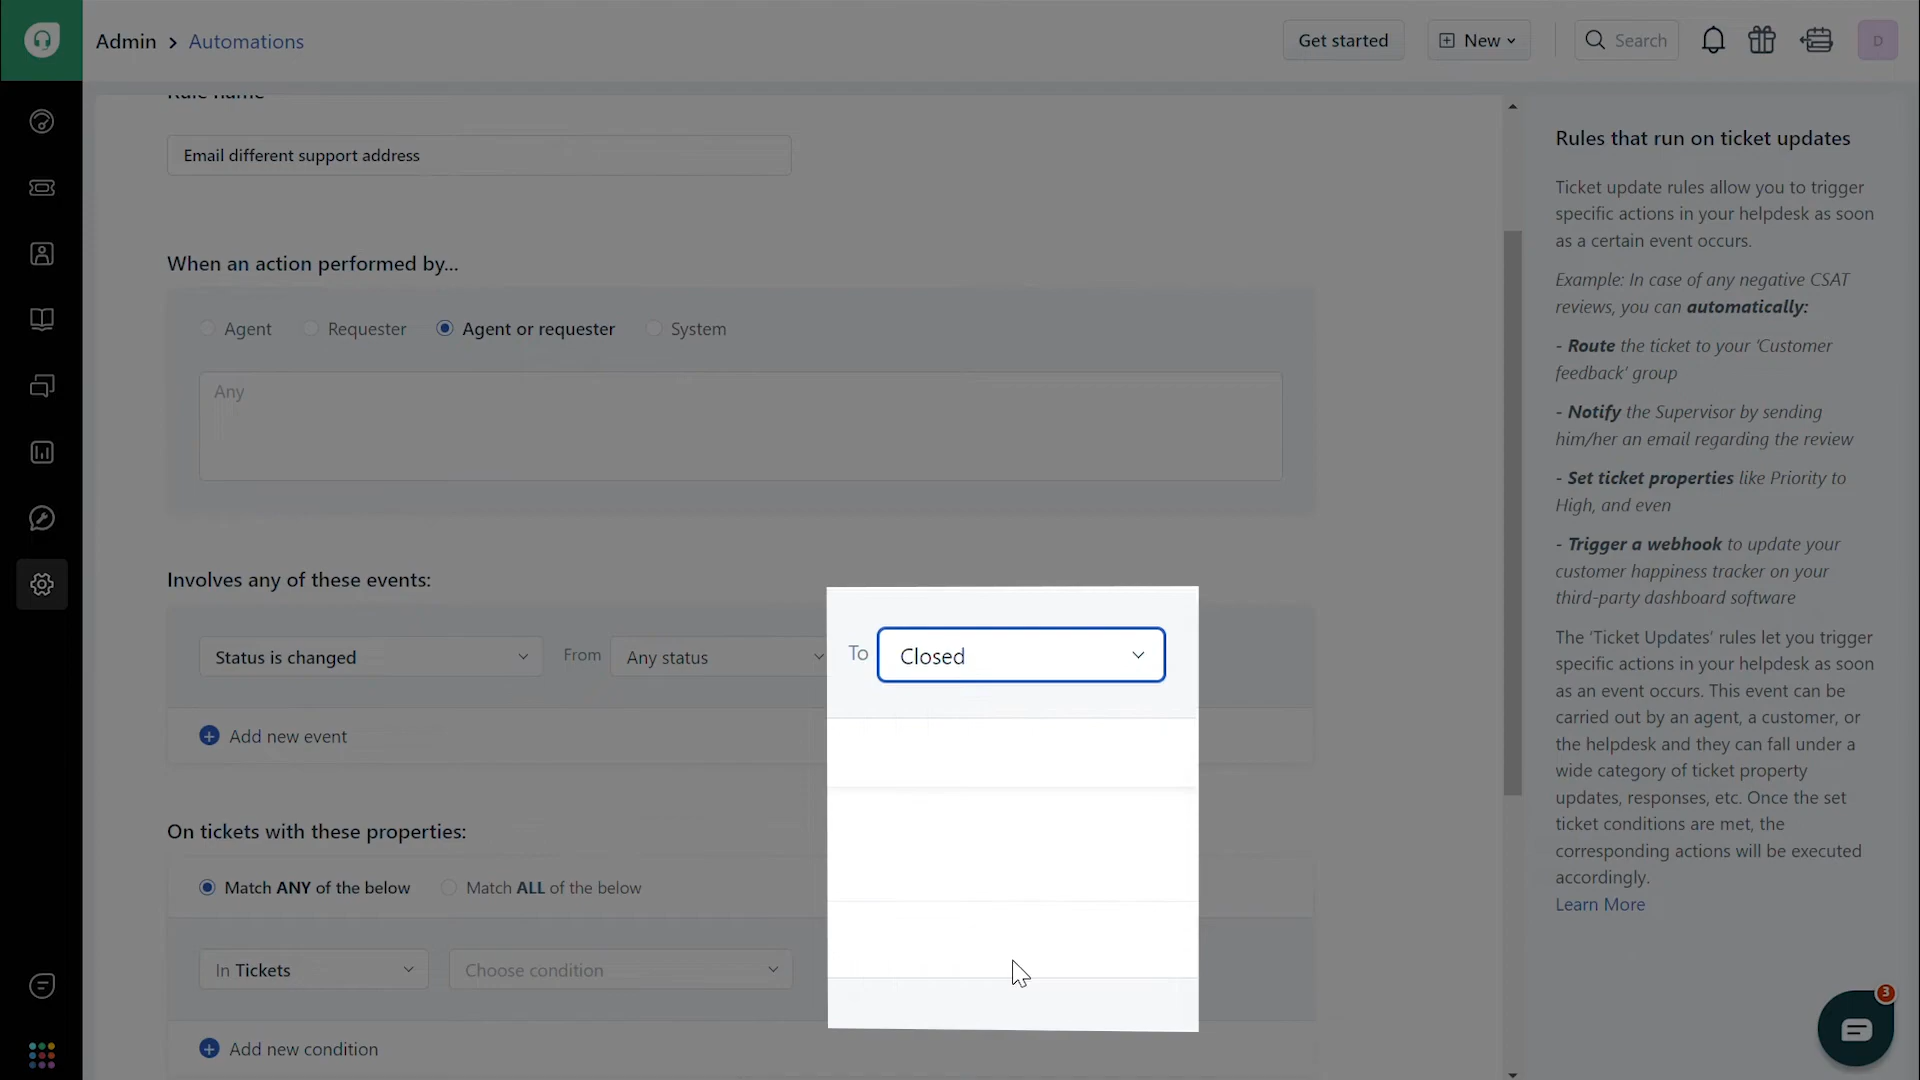 Admin > Automations
Get started
New
Search
D
Rule name
Email different support address
When an action performed by...
Agent
Requester
Agent or requester
System
Any
Involves any of these events:
Status is changed
From
Any status
To
Closed
Add new event
On tickets with these properties:
Match ANY of the below
Match ALL of the below
In Tickets
Choose condition
Add new condition
Rules that run on ticket updates
Ticket update rules allow you to trigger
specific actions in your helpdesk as soon
as a certain event occurs.
Example: In case of any negative CSAT
reviews, you can automatically:
- Route the ticket to your 'Customer
feedback' group
- Notify the Supervisor by sending
him/her an email regarding the review
- Set ticket properties like Priority to
High, and even
- Trigger a webhook to update your
customer happiness tracker on your
third-party dashboard software
The 'Ticket Updates' rules let you trigger
specific actions in your helpdesk as soon
as an event occurs. This event can be
carried out by an agent, a customer, or
the helpdesk and they can fall under a
wide category of ticket property
updates, responses, etc. Once the set
ticket conditions are met, the
corresponding actions will be executed
accordingly.
Learn More
3